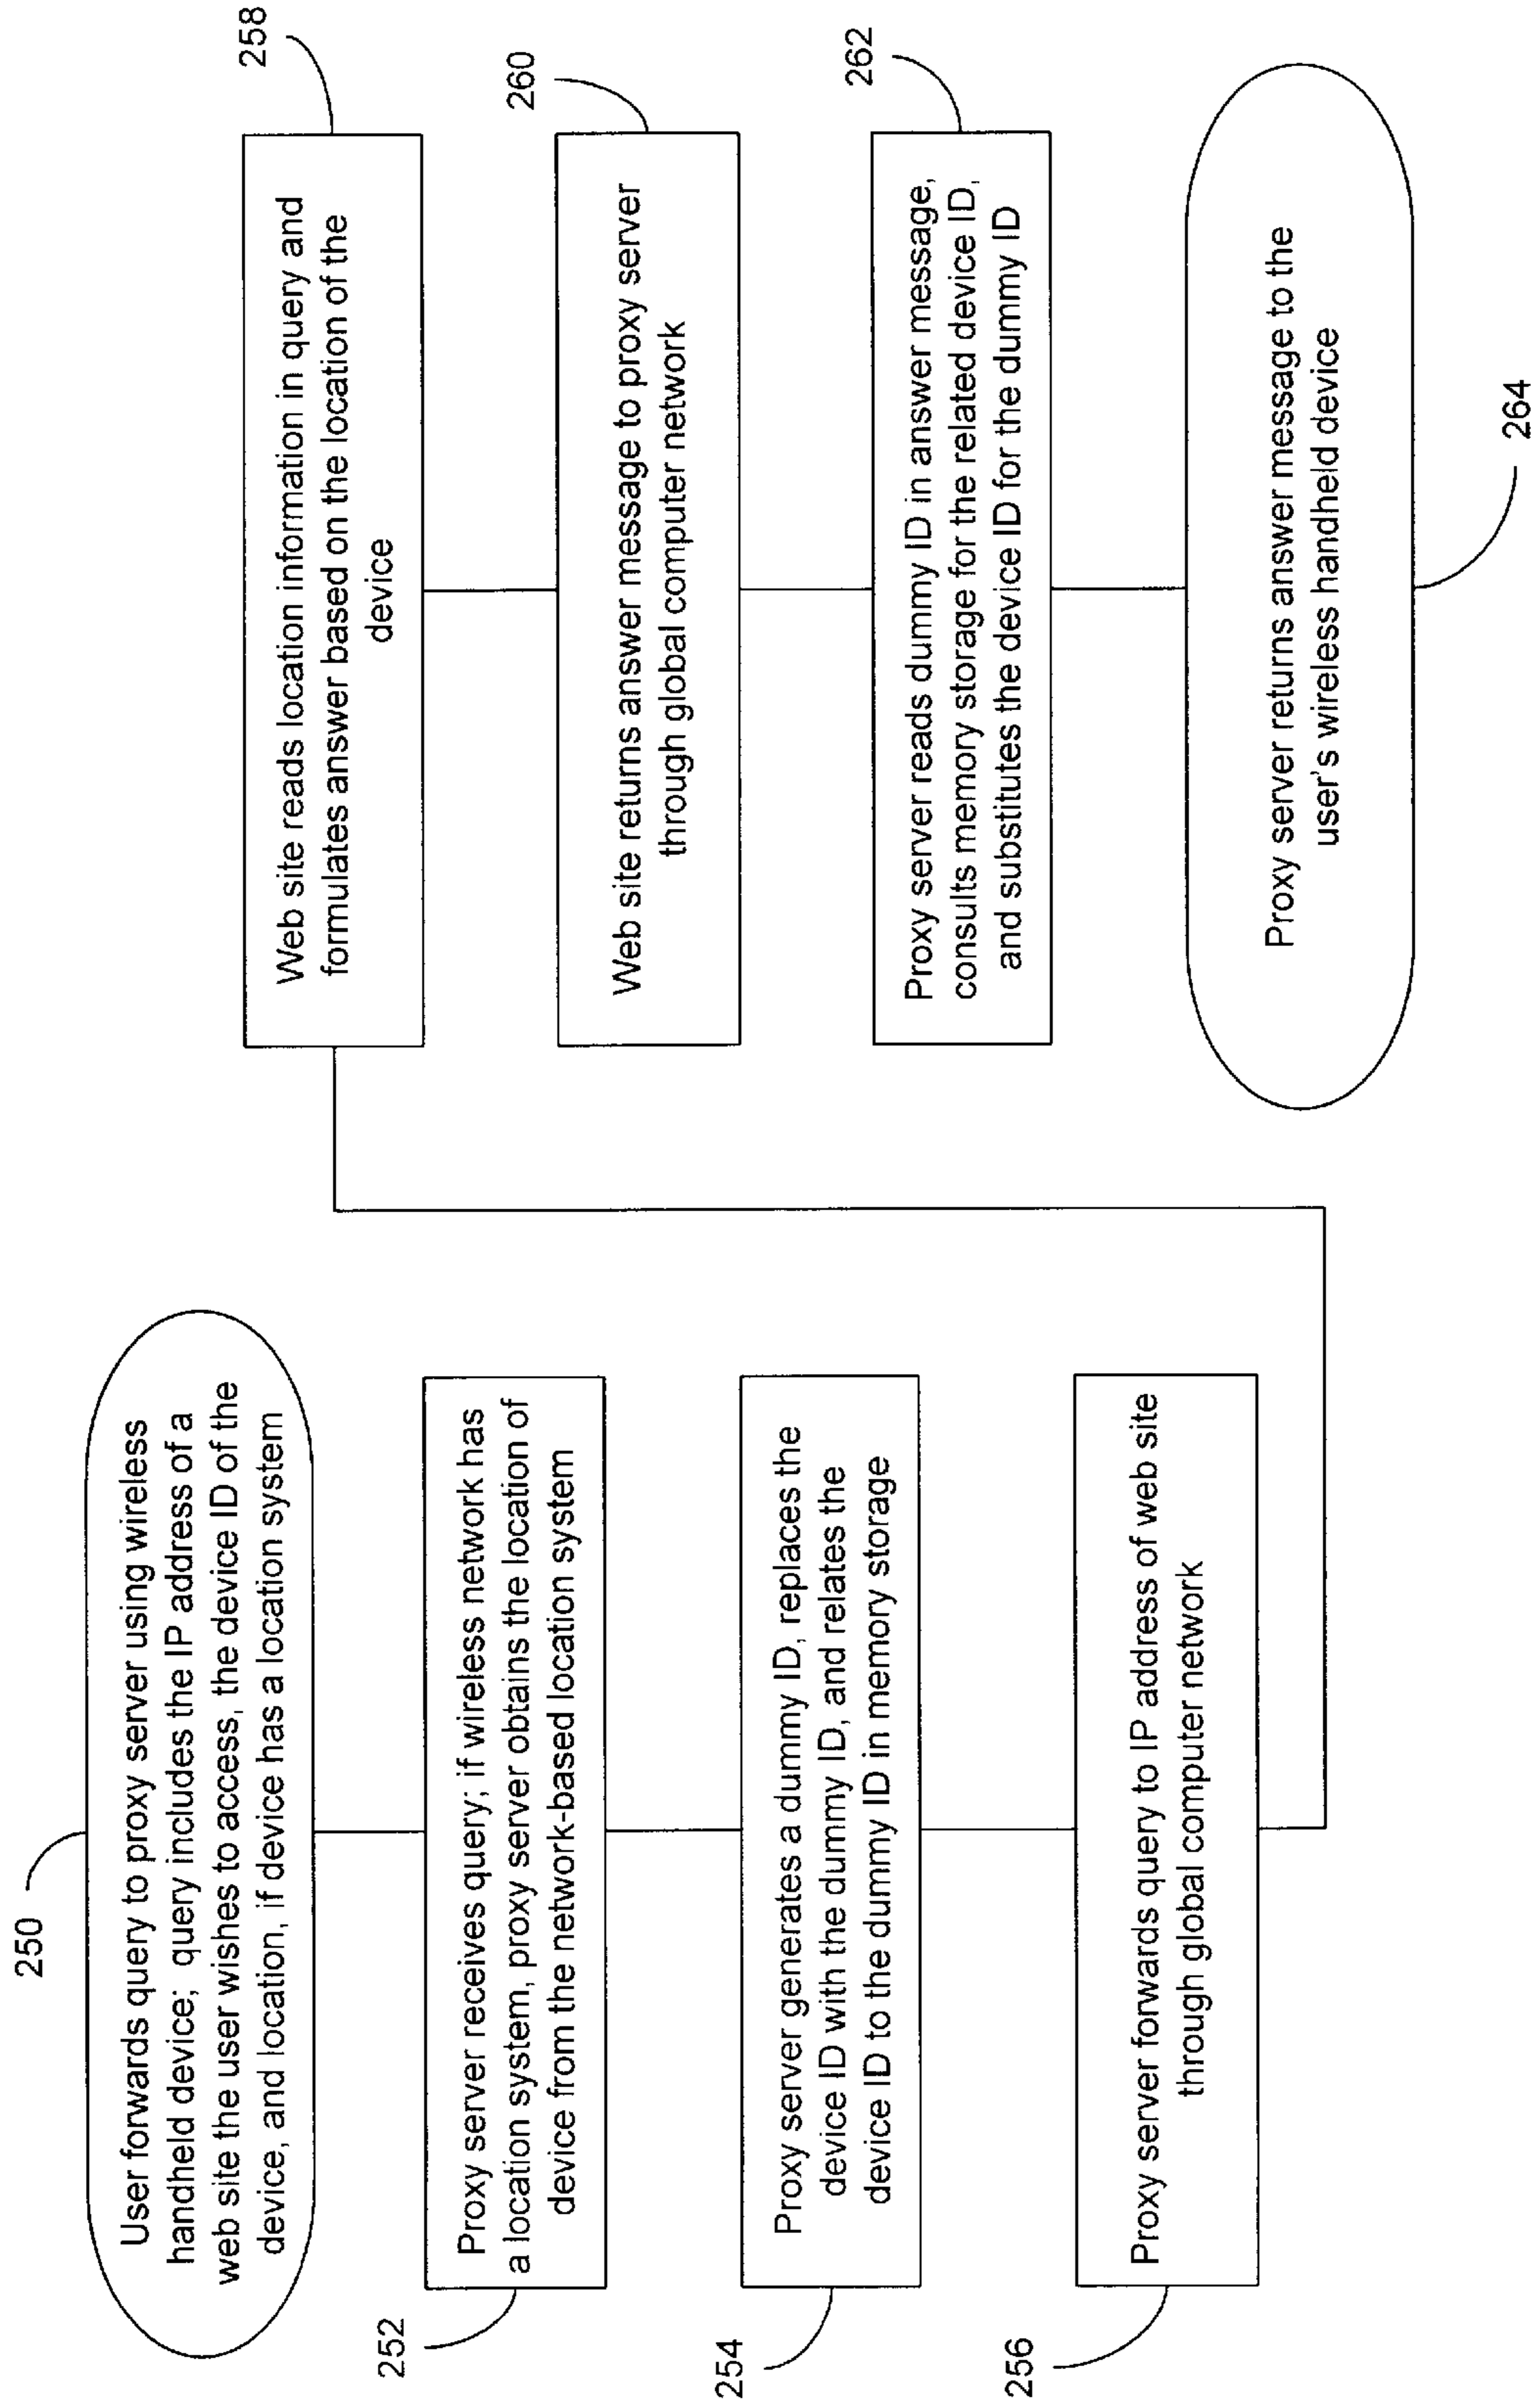 250
User forwards query to proxy server using wireless
handheld device; query includes the IP address of a
web site the user wishes to access, the device ID of the
device, and location, if device has a location system
252
Proxy server receives query; if wireless network has
a location system, proxy server obtains the location of
device from the network-based location system
254
Proxy server generates a dummy ID, replaces the
device ID with the dummy ID, and relates the
device ID to the dummy ID in memory storage
256
Proxy server forwards query to IP address of web site
through global computer network
258
Web site reads location information in query and
formulates answer based on the location of the
device
260
Web site returns answer message to proxy server
through global computer network
262
Proxy server reads dummy ID in answer message,
consults memory storage for the related device ID,
and substitutes the device ID for the dummy ID
Proxy server returns answer message to the
user's wireless handheld device
264